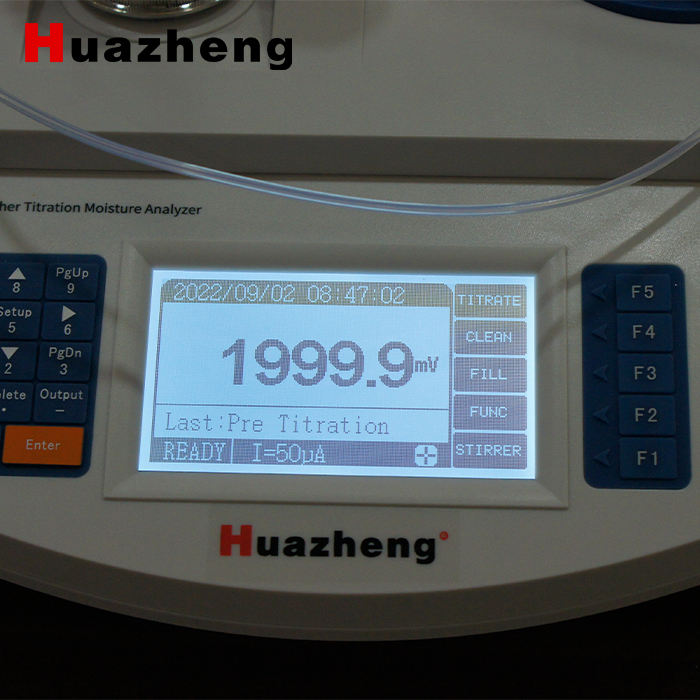 Huazheng
her Titration Moisture Analyzer
8
PgUp
9
Setup
5
6
2
PgDn
3
Output
Enter
2022/09/02 08:47:02
1999.9mV
Last:Pre Titration
READY I=50µA
TITRATE
CLEAN
FILL
FUNC
STIRRER
F5
F4
F3
F2
F1
Huazheng